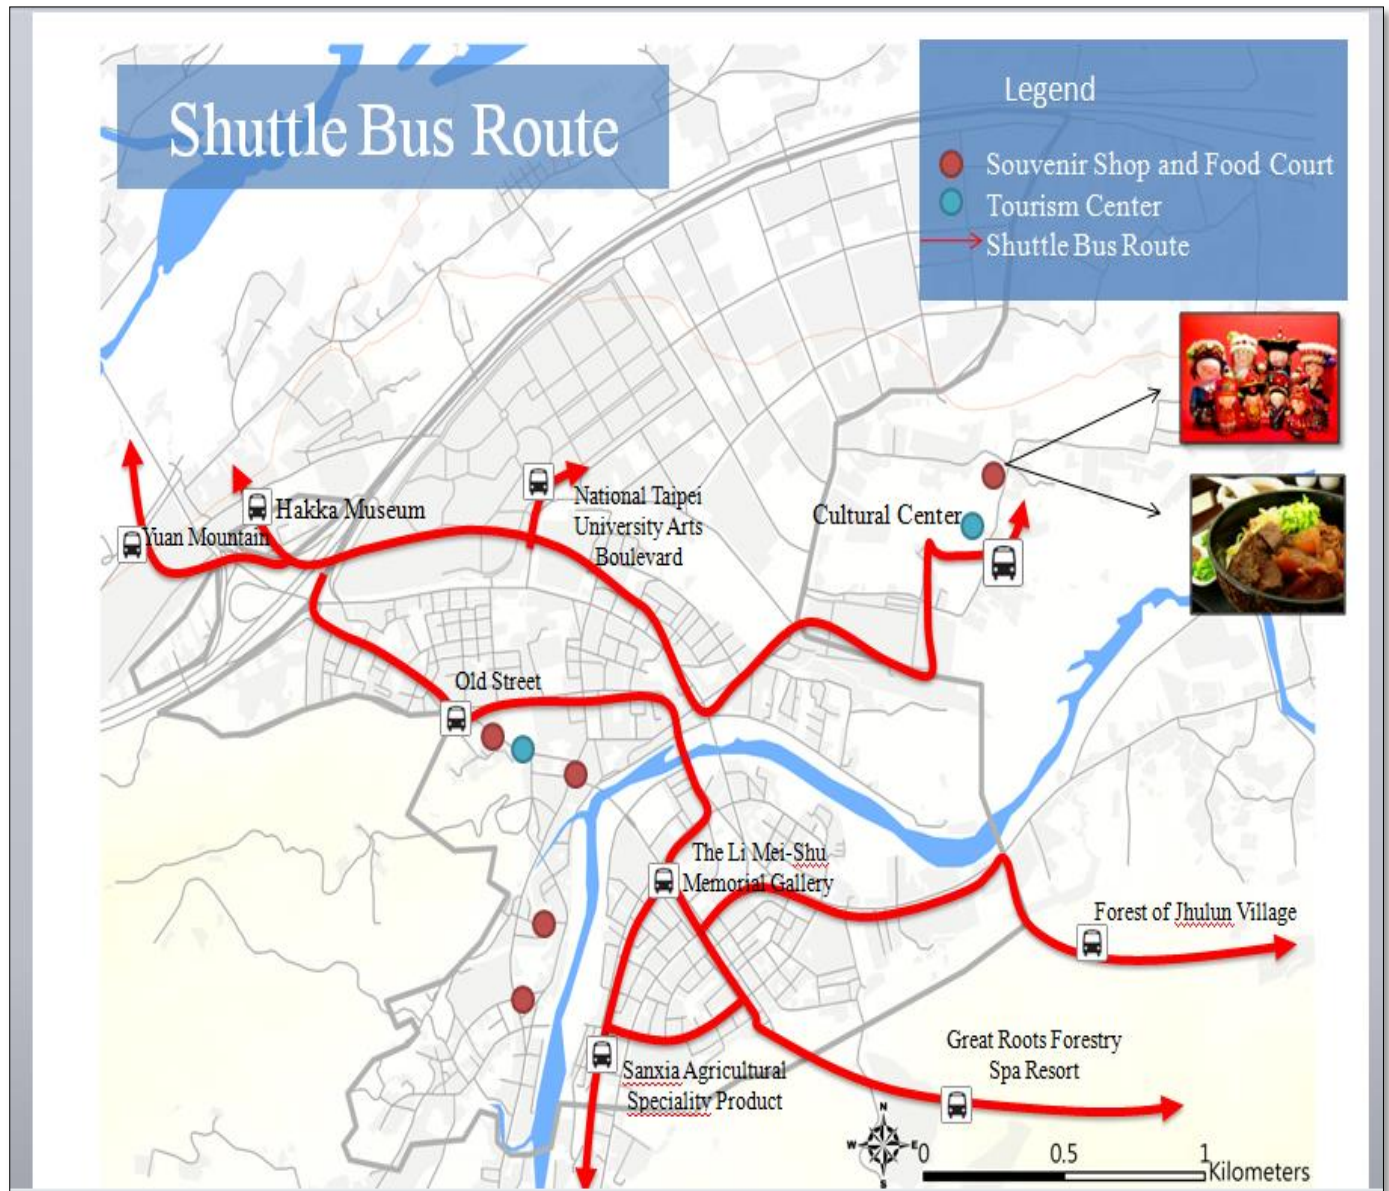 Shuttle Bus Route
Legend
Souvenir Shop and Food Court
Tourism Center
Shuttle Bus Route
Hakka Museum
Yuan Mountain
National Taipei
University Arts
Boulevard
Cultural Center
Old Street
The Li Mei-Shu
Memorial Gallery
Forest of Jhulun Village
Great Roots Forestry
Spa Resort
Sanxia Agricultural
Speciality Product
N
W E
S
0 0.5 1
Kilometers